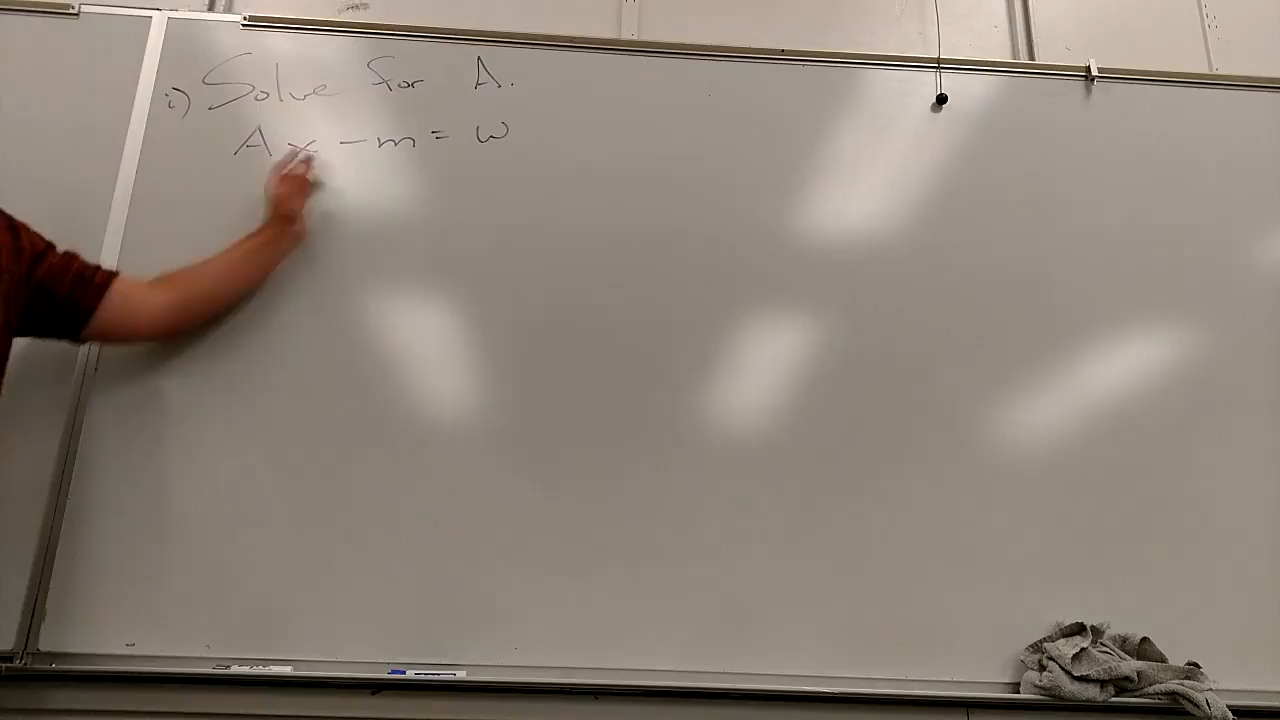 i) Solve for A.
Ax - m = w